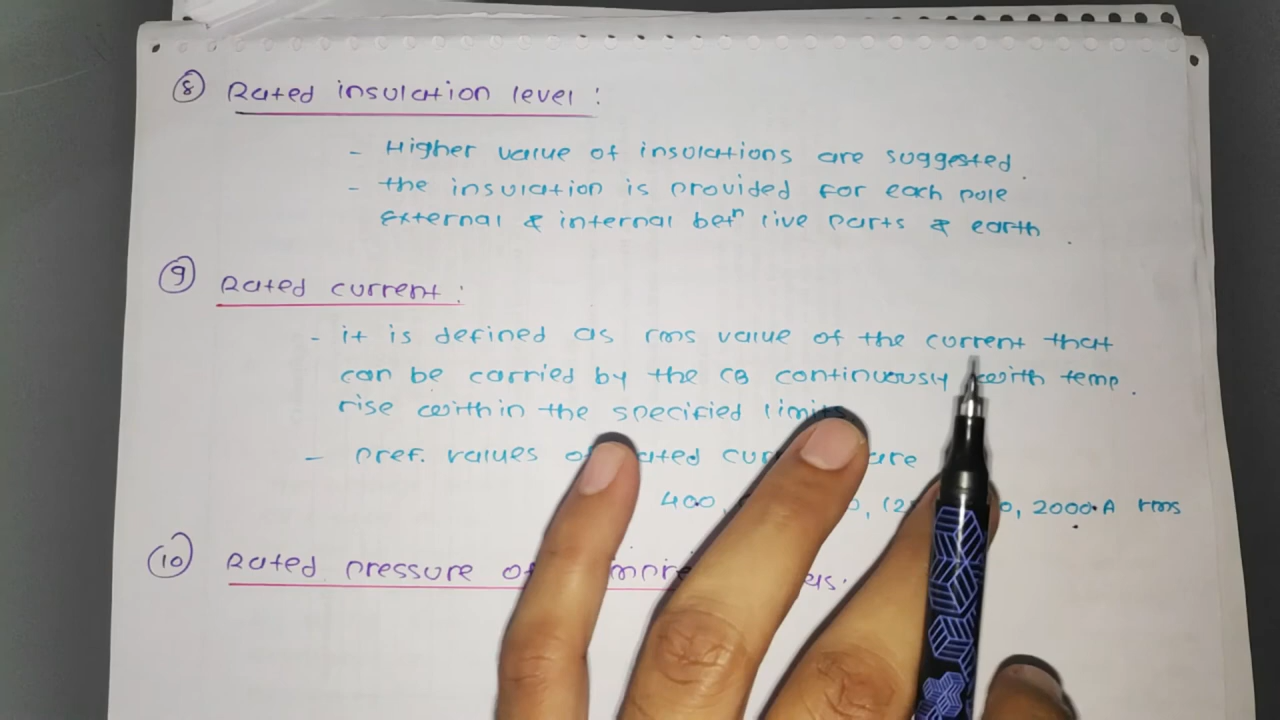 ⑧ Rated insulation level :
- Higher value of insulations are suggested.
- the insulation is provided for each pole
External & internal betn live parts & earth.
⑨ Rated current :
- it is defined as rms value of the current that
can be carried by the CB continuously with temp.
rise within the specified limits
- pref. values are
400, 2000 A rms
⑩ Rated pressure